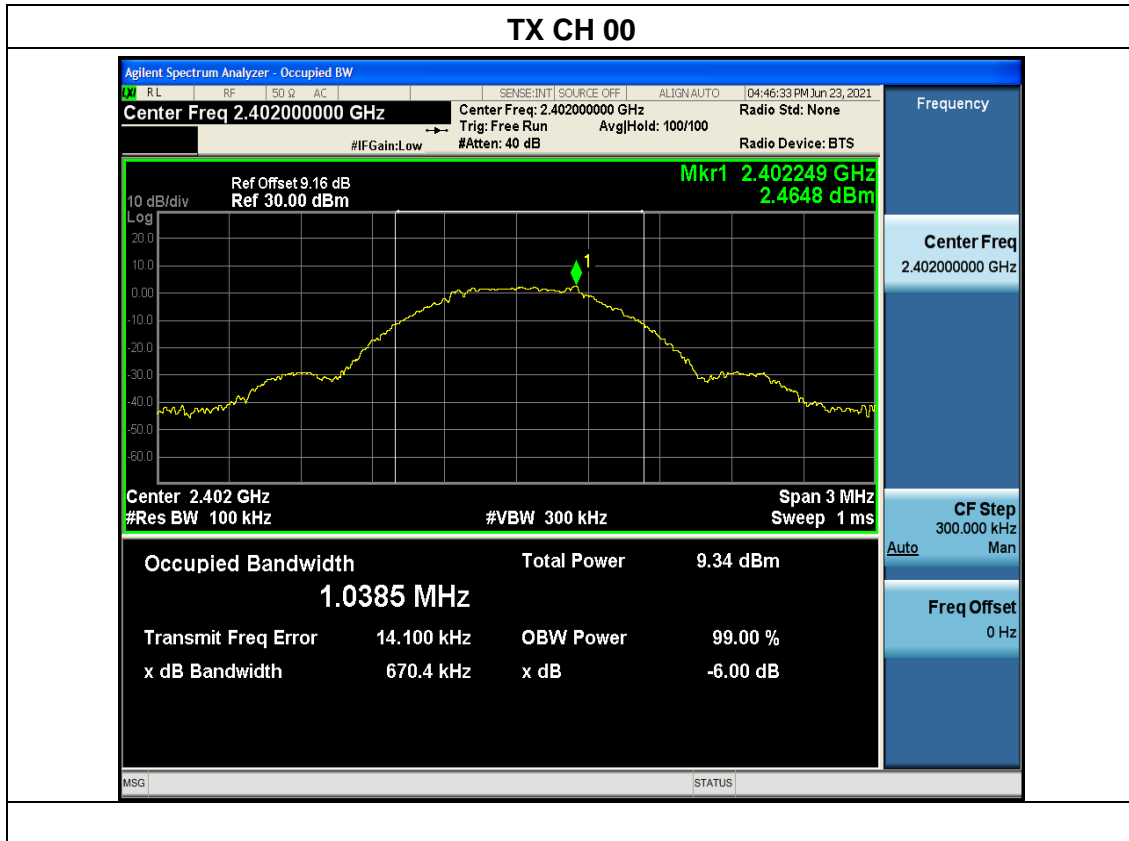 TX CH 00
Agilent Spectrum Analyzer - Occupied BW
LXI RL RF 50 Ω AC SENSE:INT SOURCE OFF ALIGN AUTO 04:46:33 PM Jun 23, 2021
Center Freq 2.402000000 GHz Center Freq: 2.402000000 GHz Radio Std: None
Trig: Free Run Avg|Hold: 100/100
#IFGain:Low #Atten: 40 dB Radio Device: BTS
Frequency
Mkr1 2.402249 GHz
2.4648 dBm
Ref Offset 9.16 dB
10 dB/div Ref 30.00 dBm
Log
20.0
10.0
0.00
-10.0
-20.0
-30.0
-40.0
-50.0
-60.0
1
Center 2.402 GHz Span 3 MHz
#Res BW 100 kHz #VBW 300 kHz Sweep 1 ms
Occupied Bandwidth Total Power 9.34 dBm
1.0385 MHz
Transmit Freq Error 14.100 kHz OBW Power 99.00 %
x dB Bandwidth 670.4 kHz x dB -6.00 dB
Center Freq
2.402000000 GHz
CF Step
300.000 kHz
Auto Man
Freq Offset
0 Hz
MSG STATUS